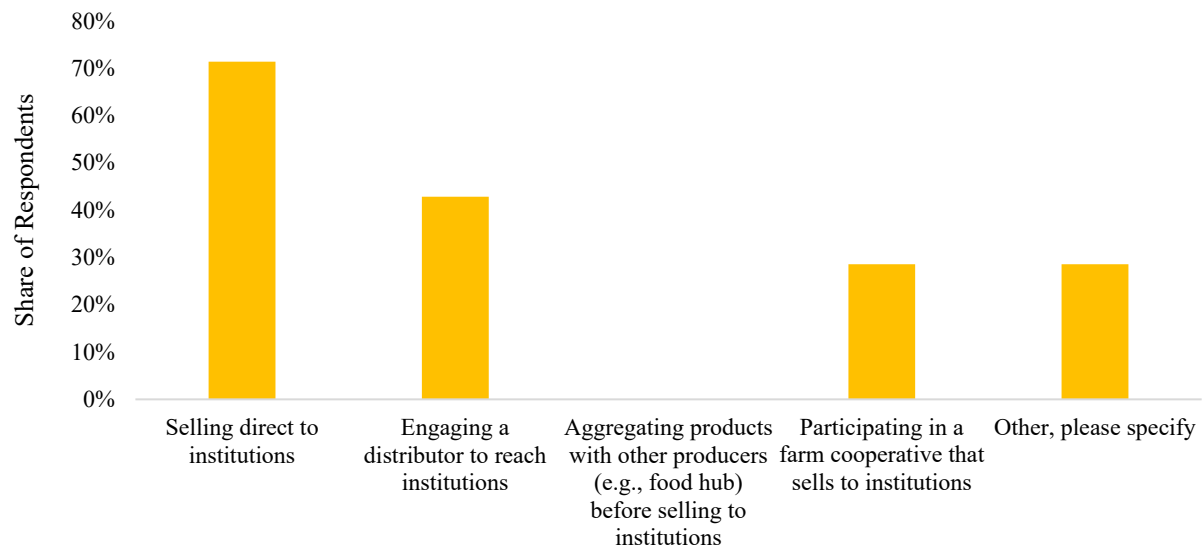 80%
70%
60%
50%
40%
30%
20%
10%
0%
Share of Respondents
Selling direct to
institutions
Engaging a
distributor to reach
institutions
Aggregating products
with other producers
(e.g., food hub)
before selling to
institutions
Participating in a
farm cooperative that
sells to institutions
Other, please specify